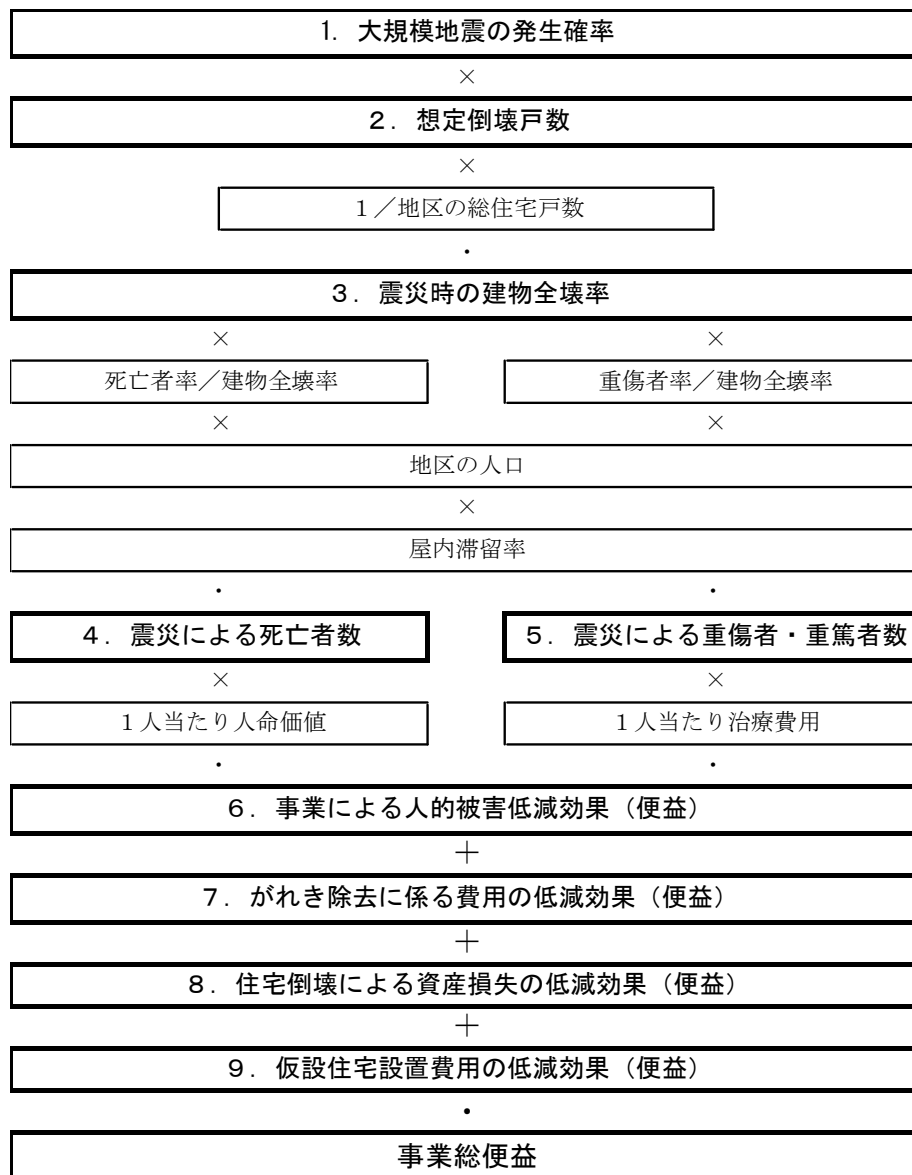 1. 大規模地震の発生確率
×
２．想定倒壊戸数
×
１／地区の総住宅戸数
・
３．震災時の建物全壊率
× ×
死亡者率／建物全壊率 重傷者率／建物全壊率
× ×
地区の人口
×
屋内滞留率
・ ・
４．震災による死亡者数 ５．震災による重傷者・重篤者数
× ×
１人当たり人命価値 １人当たり治療費用
・ ・
６．事業による人的被害低減効果（便益）
＋
７．がれき除去に係る費用の低減効果（便益）
＋
８．住宅倒壊による資産損失の低減効果（便益）
＋
９．仮設住宅設置費用の低減効果（便益）
・
事業総便益